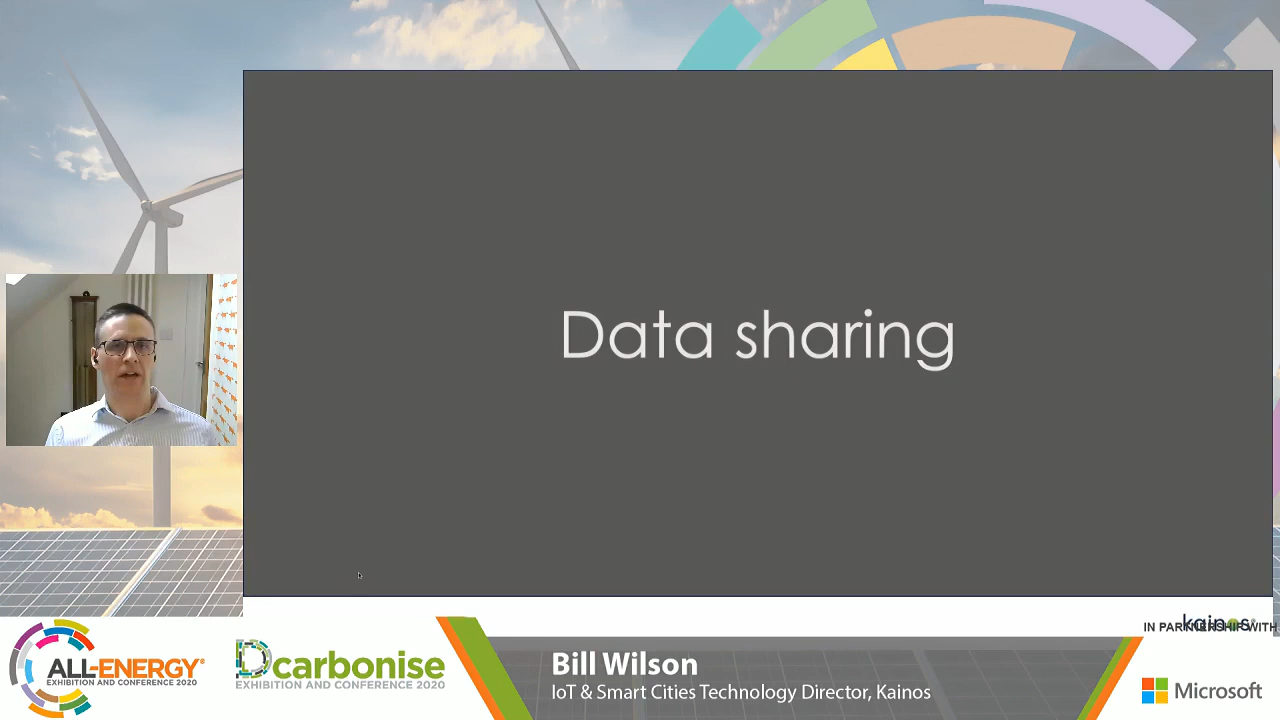 Data sharing
kainos
IN PARTNERSHIP WITH
ALL-ENERGY®
EXHIBITION AND CONFERENCE 2020
Dcarbonise
EXHIBITION AND CONFERENCE 2020
Bill Wilson
IoT & Smart Cities Technology Director, Kainos
Microsoft